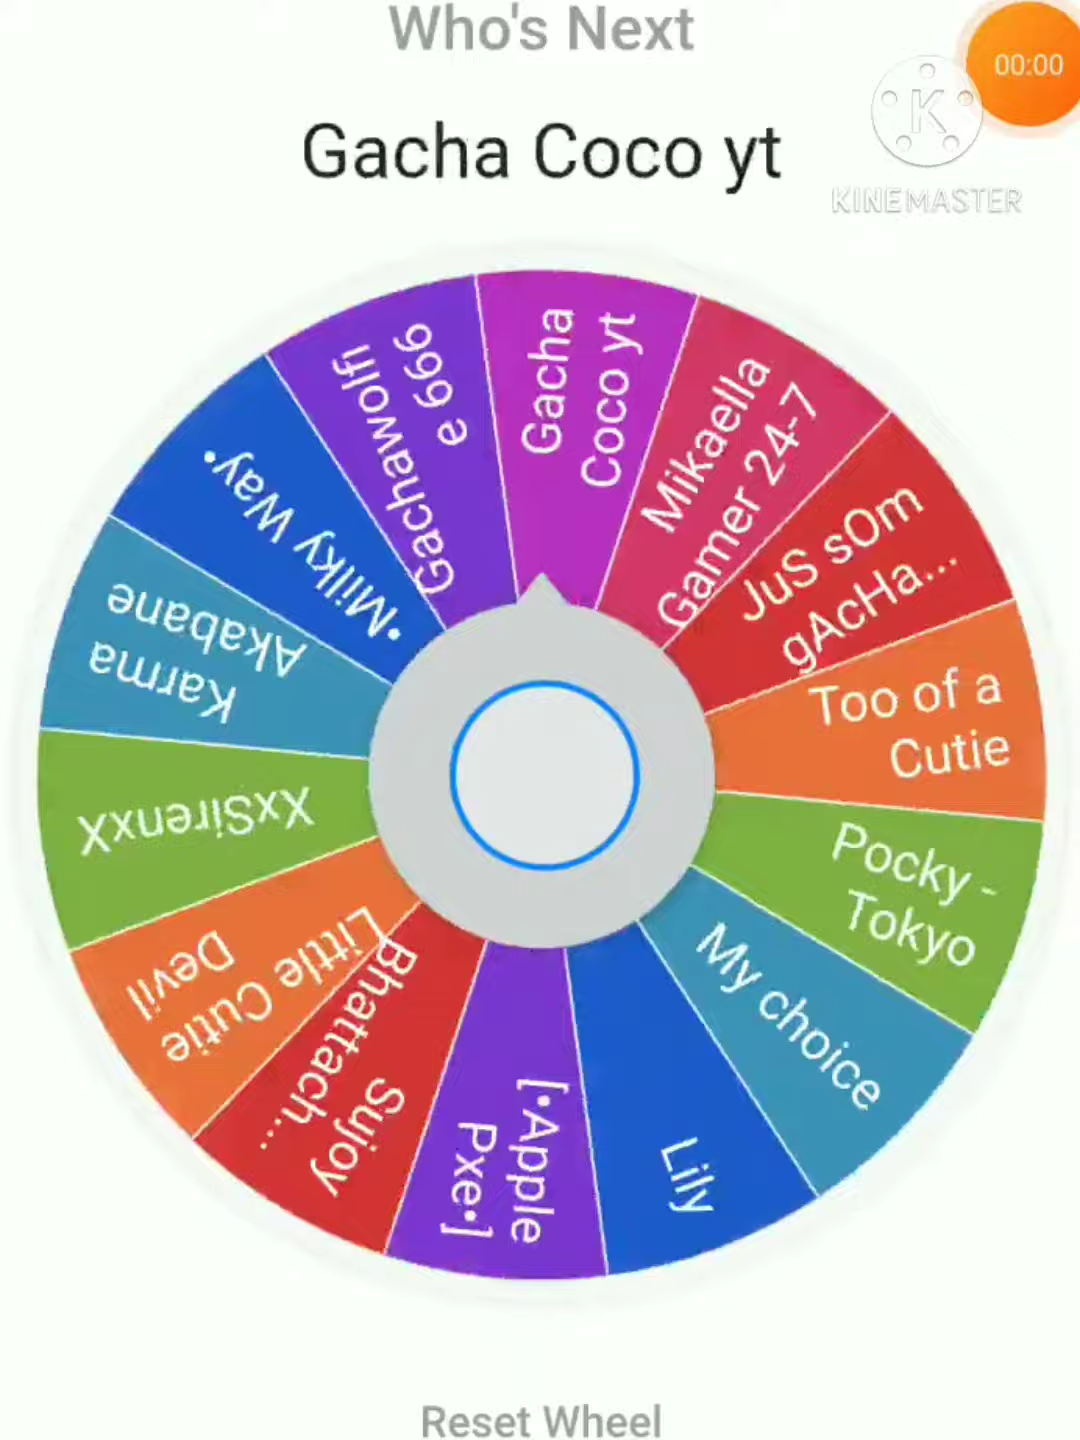 Who's Next
00:00
K
KINEMASTER
Gacha Coco yt
Gacha
Coco yt
Mikaella
Gamer 24-7
JuS sOm
gAcHa...
Too of a
Cutie
Pocky -
Tokyo
My choice
Lily
[•Apple
Pxe•]
Sujoy
Bhattach...
Little Cutie
Devil
XxSirenxX
Karma
Akabane
•Milky Way•
Gachawolfi
e 666
Reset Wheel